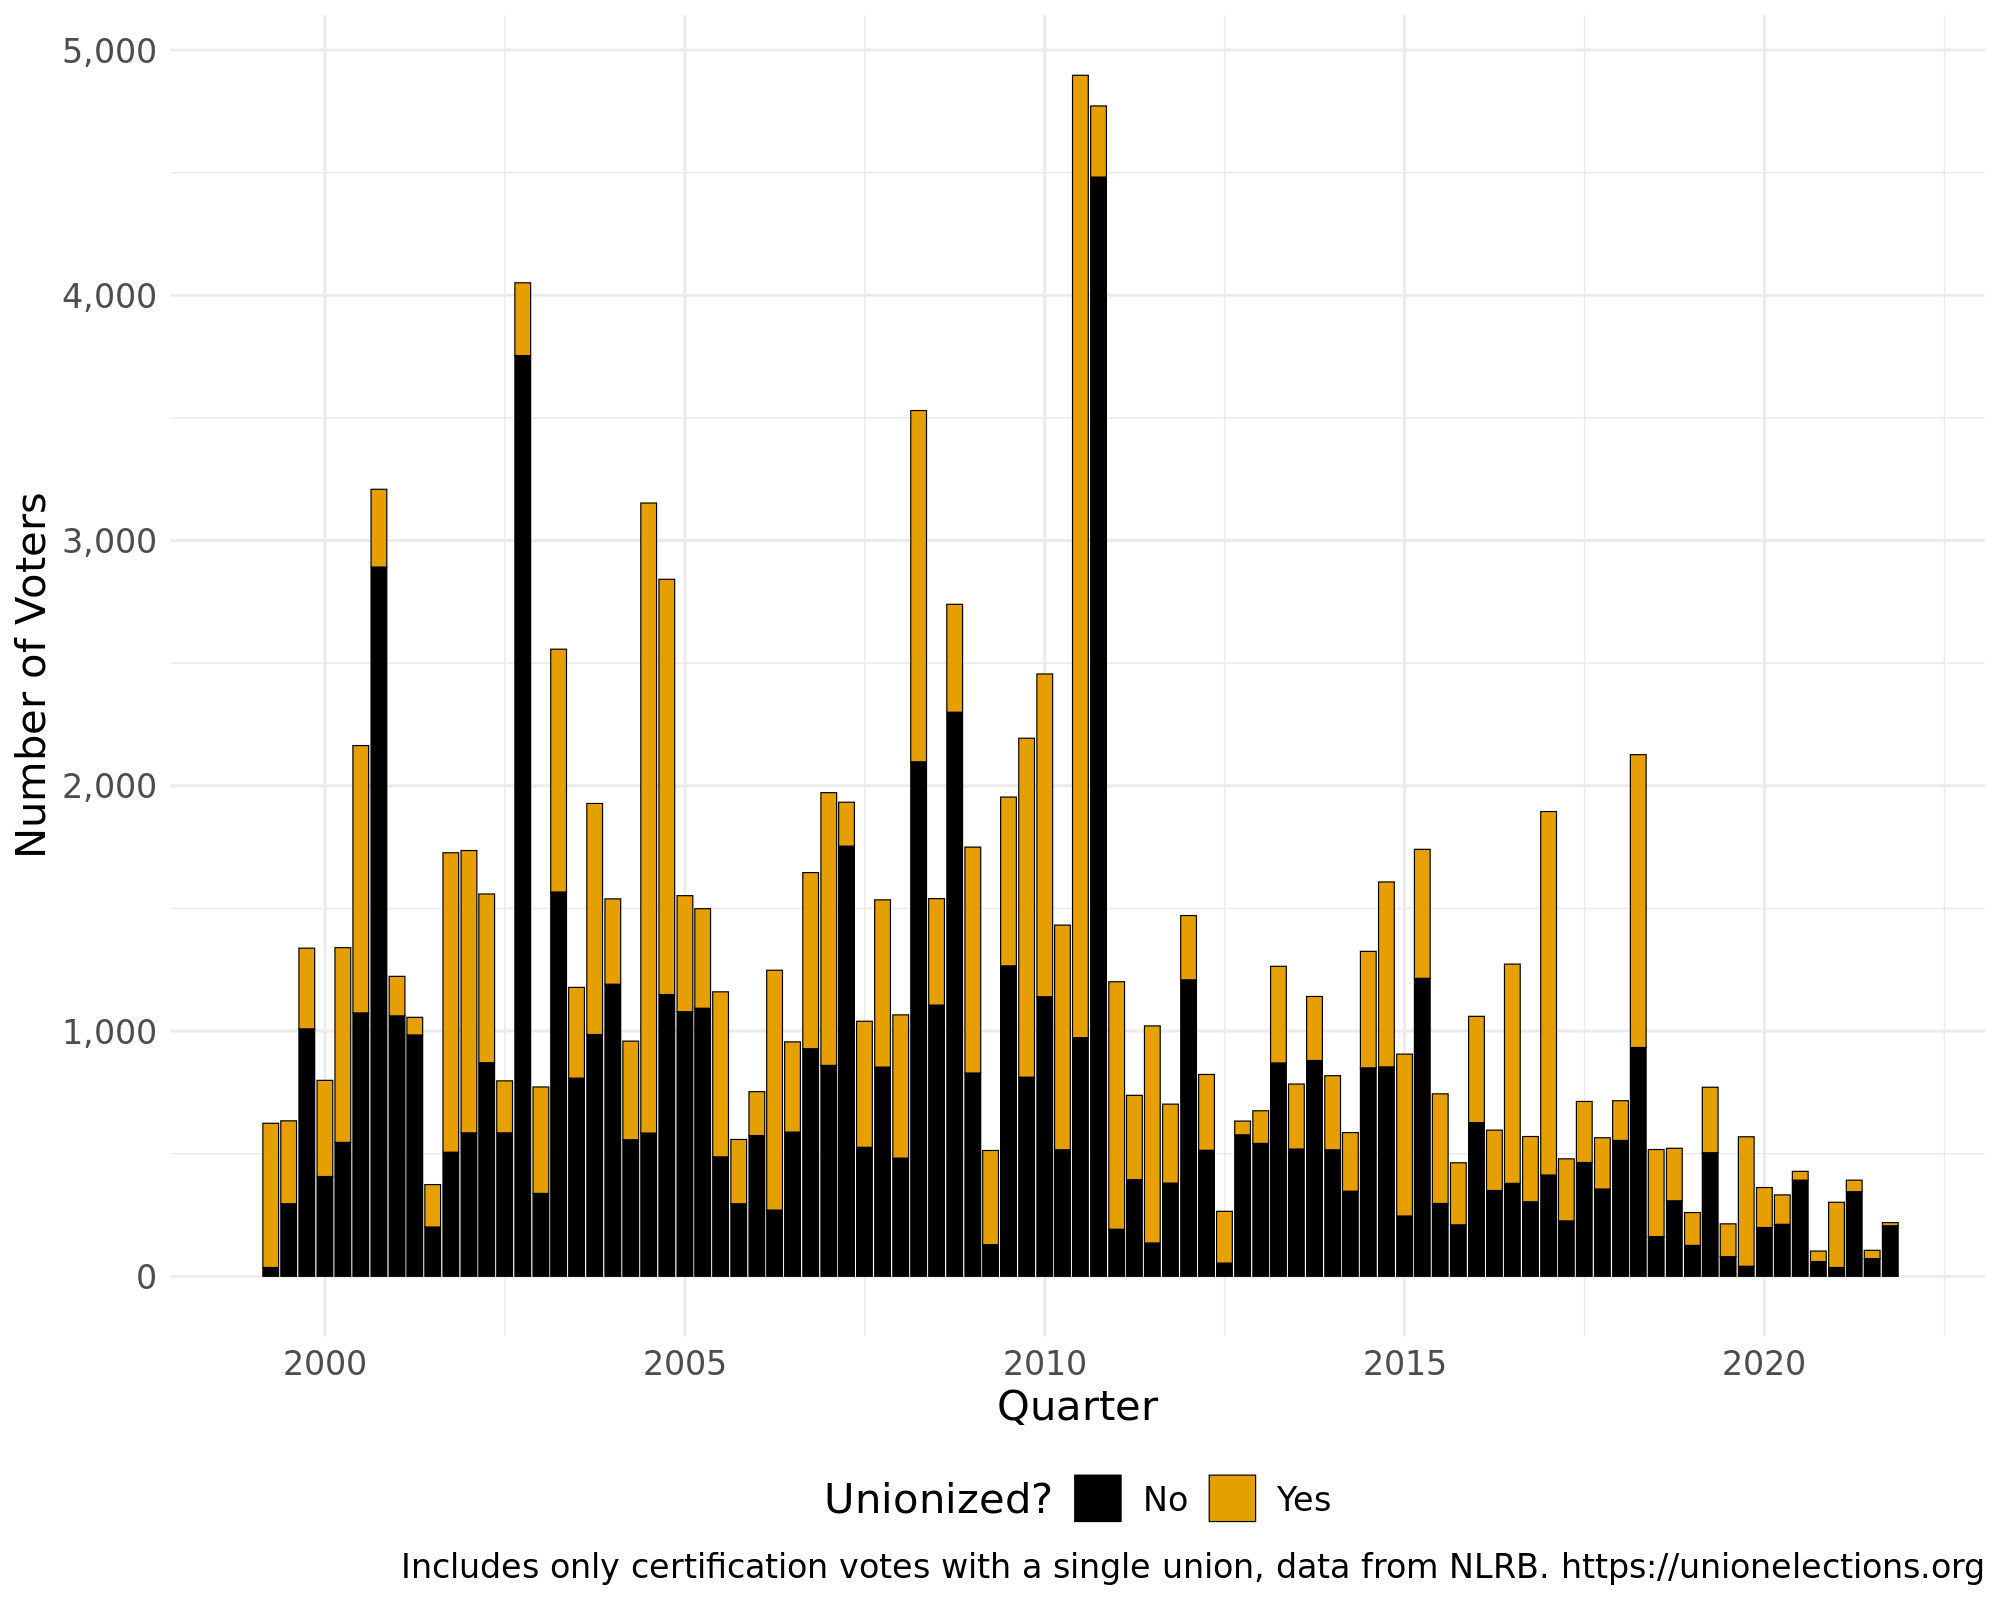 5,000
4,000
3,000
2,000
1,000
0
Number of Voters
2000 2005 2010 2015 2020
Quarter
Unionized? No Yes
Includes only certification votes with a single union, data from NLRB. https://unionelections.org